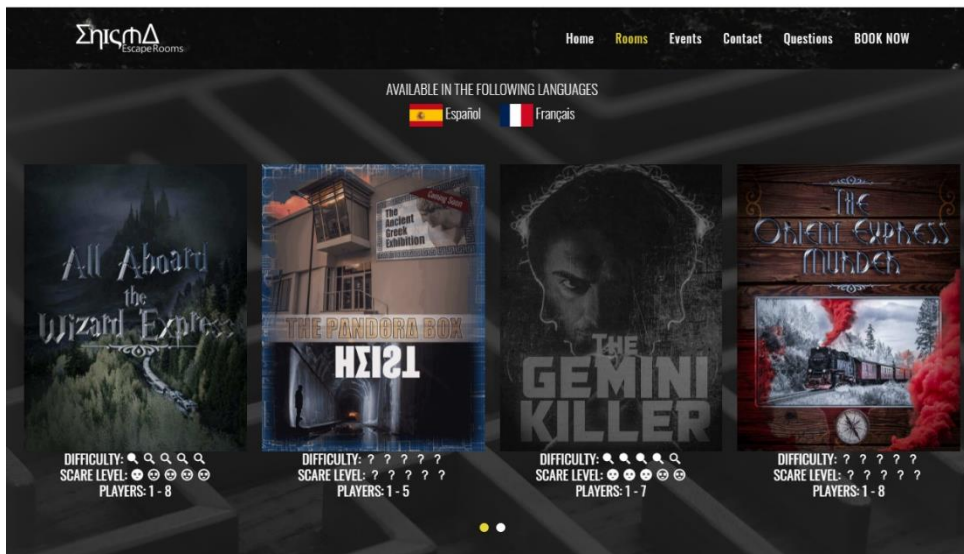 ΣηιςɱΔ
EscapeRooms
Home Rooms Events Contact Questions BOOK NOW
AVAILABLE IN THE FOLLOWING LANGUAGES
Español Français
All Aboard
the
Wizard Express
DIFFICULTY:
SCARE LEVEL:
PLAYERS: 1 - 8
Coming Soon
The
Ancient
Greek
Exhibition
THE PANDORA BOX
HEIST
DIFFICULTY: ? ? ? ? ?
SCARE LEVEL: ? ? ? ? ?
PLAYERS: 1 - 5
THE
GEMINI
KILLER
DIFFICULTY:
SCARE LEVEL:
PLAYERS: 1 - 7
THE
ORIENT EXPRESS
MURDER
DIFFICULTY: ? ? ? ? ?
SCARE LEVEL: ? ? ? ? ?
PLAYERS: 1 - 8